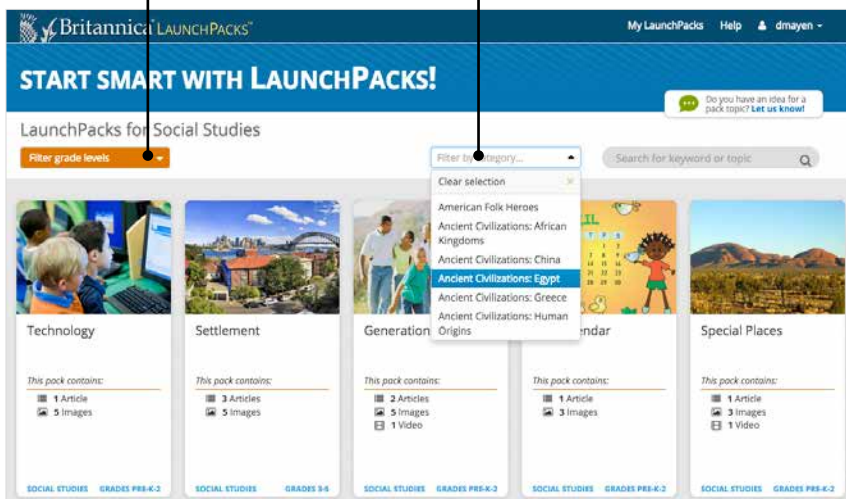 Britannica LAUNCHPACKS™
My LaunchPacks Help dmayen
START SMART WITH LAUNCHPACKS!
Do you have an idea for a
pack topic? Let us know!
LaunchPacks for Social Studies
Filter grade levels
Filter by category...
Search for keyword or topic
Clear selection ×
American Folk Heroes
Ancient Civilizations: African
Kingdoms
Ancient Civilizations: China
Ancient Civilizations: Egypt
Ancient Civilizations: Greece
Ancient Civilizations: Human
Origins
Technology
This pack contains:
1 Article
5 Images
SOCIAL STUDIES GRADES PRE-K-2
Settlement
This pack contains:
3 Articles
5 Images
SOCIAL STUDIES GRADES 3-5
Generation
This pack contains:
2 Articles
5 Images
1 Video
SOCIAL STUDIES GRADES PRE-K-2
ndar
This pack contains:
1 Article
3 Images
SOCIAL STUDIES GRADES PRE-K-2
Special Places
This pack contains:
1 Article
3 Images
1 Video
SOCIAL STUDIES GRADES PRE-K-2